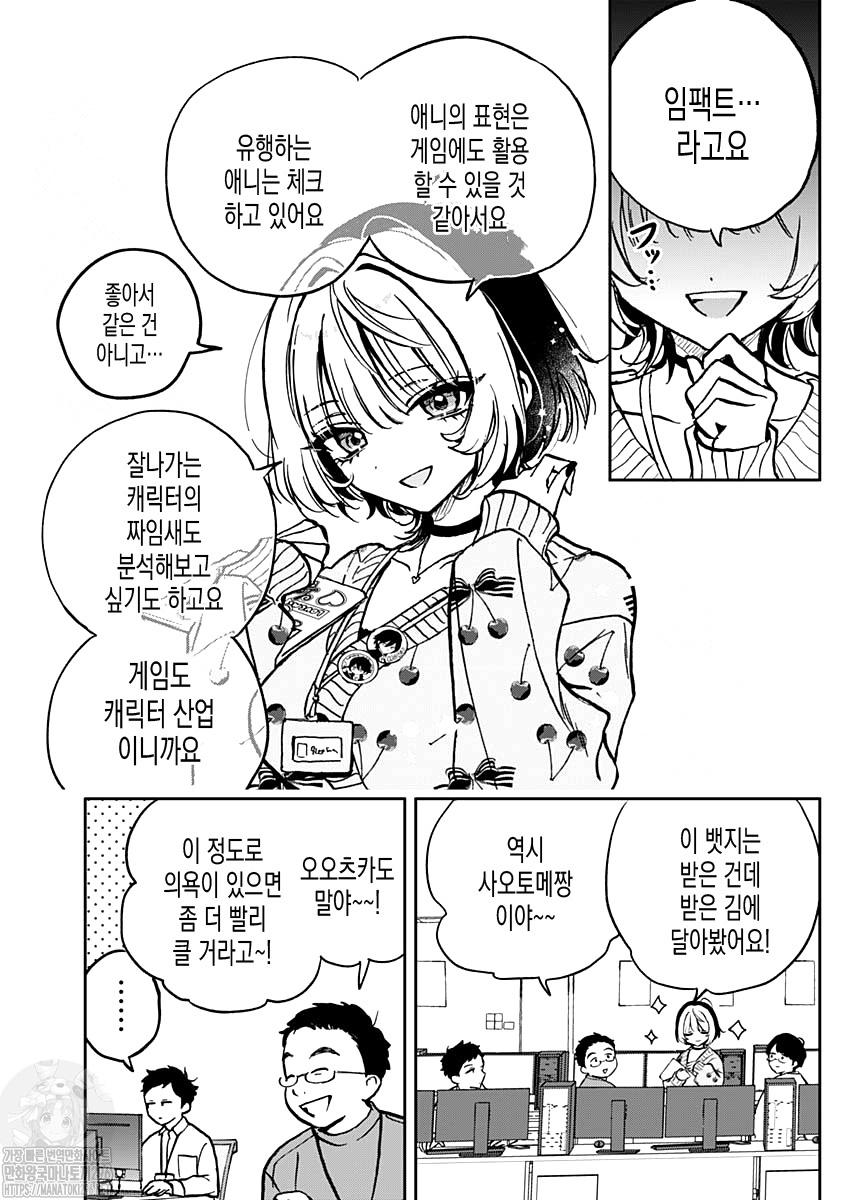 임팩트…
라고요
フッ…
애니의 표현은
게임에도 활용
할 수 있을 것
같아서요
유행하는
애니는 체크
하고 있어요
좋아서
같은 건
아니고…
잘나가는
캐릭터의
짜임새도
분석해보고
싶기도 하고요
게임도
캐릭터 산업
이니까요
이 뱃지는
받은 건데
받은 김에
달아봤어요!
역시
사오토메짱
이야~~
오오츠카도
말야~~!
이 정도로
의욕이 있으면
좀 더 빨리
클 거라고~!
……
가장 빠른 번역만화사이트
만화왕국마나토끼